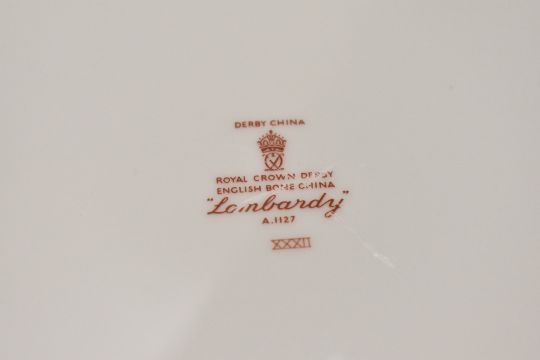 DERBY CHINA
ROYAL CROWN DERBY
ENGLISH BONE CHINA
"Lombardy"
A.1127
XXXII